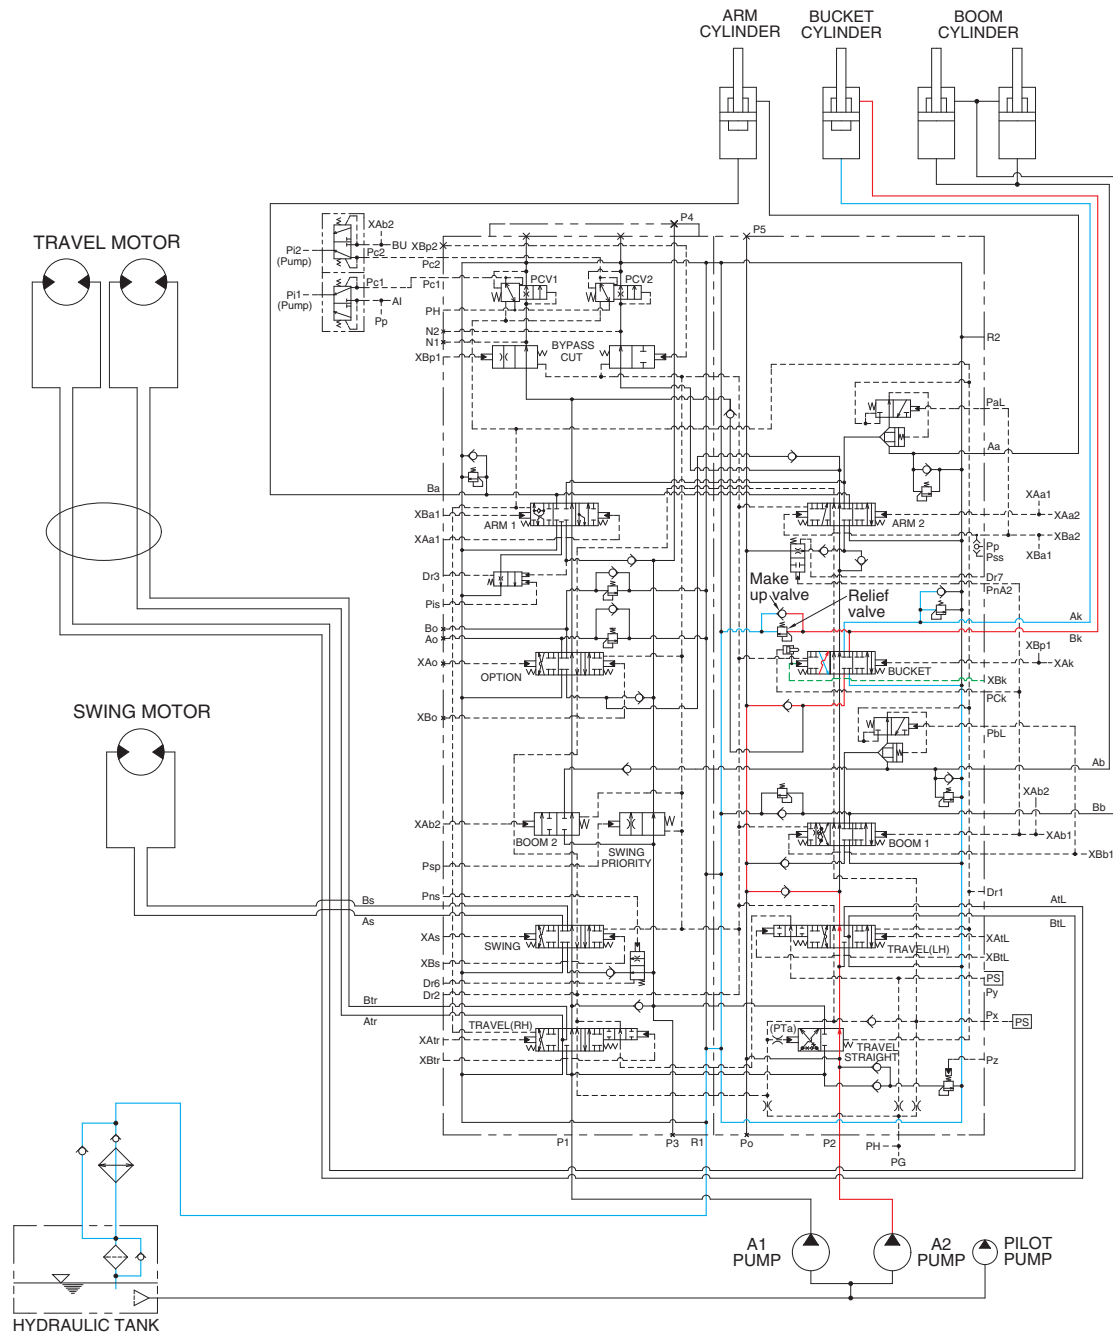 ARM
CYLINDER
BUCKET
CYLINDER
BOOM
CYLINDER
TRAVEL MOTOR
SWING MOTOR
XAb2
BU
Pi2
(Pump)
Pc2
Pc1
Pi1
(Pump)
AI
Pp
P4
P5
XBp2
Pc2
Pc1
PH
N2
N1
XBp1
PCV1
PCV2
BYPASS
CUT
R2
PaL
Aa
Ba
XBa1
XAa1
ARM 1
ARM 2
XAa1
XAa2
XBa2
XBa1
Pp
Pss
Dr3
Pis
Dr7
PnA2
Make
up valve
Relief
valve
Bo
Ao
XAo
OPTION
XBo
Ak
Bk
XBp1
XAk
BUCKET
XBk
PCk
PbL
Ab
XAb2
Bb
XAb2
BOOM 2
SWING
PRIORITY
BOOM 1
XAb1
XBb1
Psp
Pns
Dr1
Bs
As
AtL
BtL
XAs
SWING
XBs
Dr6
Dr2
TRAVEL(LH)
XAtL
XBtL
PS
Py
Px
PS
Btr
Atr
TRAVEL(RH)
XAtr
XBtr
(PTa)
TRAVEL
STRAIGHT
Pz
P1
P3
R1
Po
P2
PH
PG
A1
PUMP
A2
PUMP
PILOT
PUMP
HYDRAULIC TANK